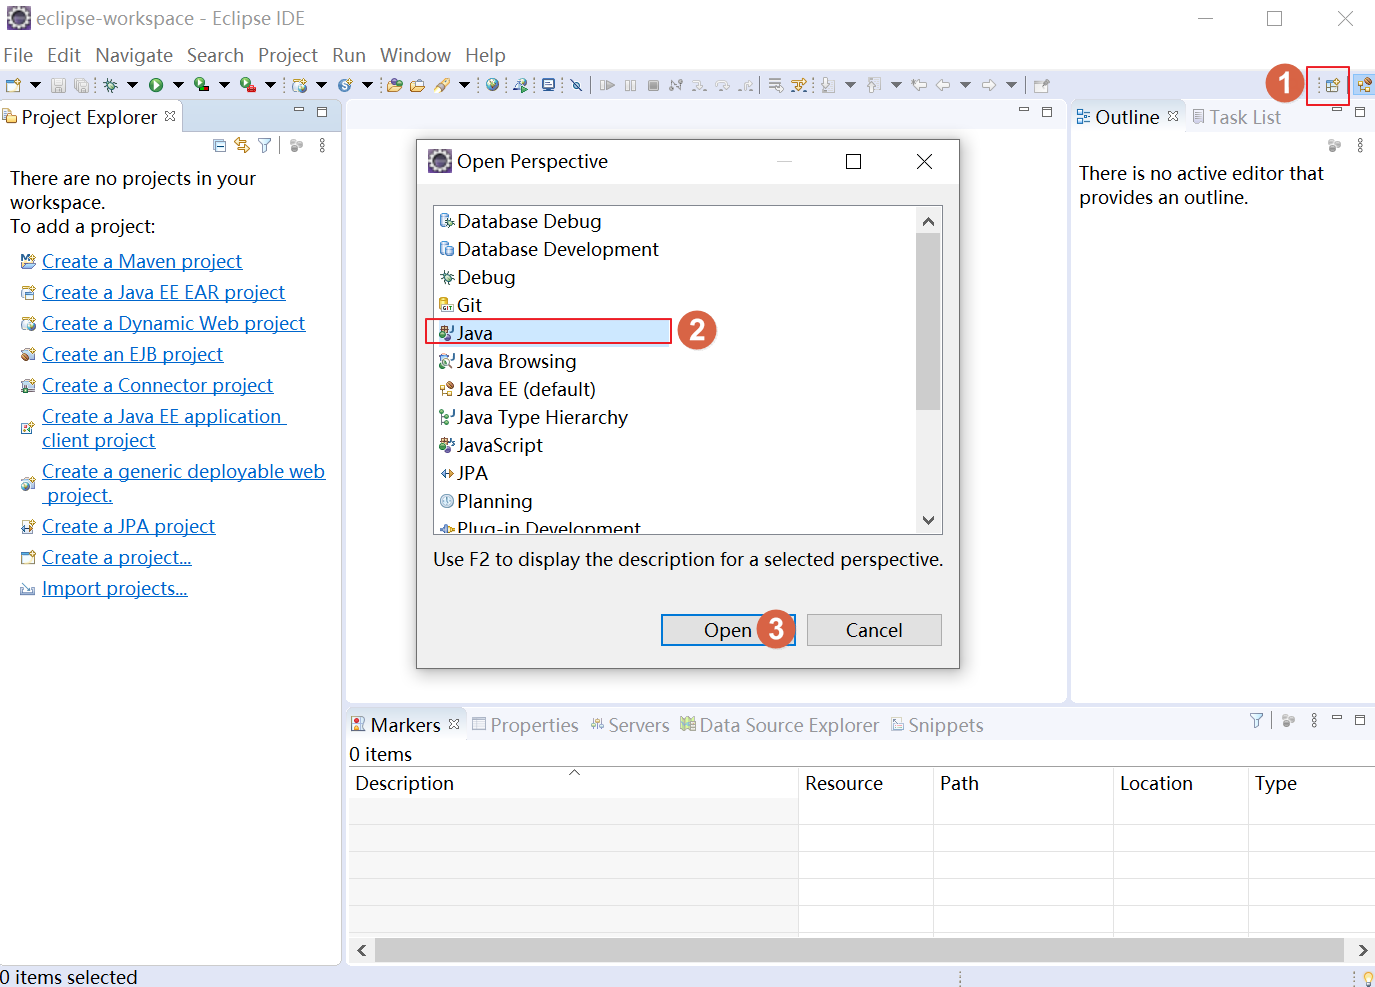 eclipse-workspace - Eclipse IDE
File Edit Navigate Search Project Run Window Help
1
Project Explorer
There are no projects in your
workspace.
To add a project:
Create a Maven project
Create a Java EE EAR project
Create a Dynamic Web project
Create an EJB project
Create a Connector project
Create a Java EE application
client project
Create a generic deployable web
project.
Create a JPA project
Create a project...
Import projects...
Open Perspective
Database Debug
Database Development
Debug
Git
Java
2
Java Browsing
Java EE (default)
Java Type Hierarchy
JavaScript
JPA
Planning
Plug-in Development
Use F2 to display the description for a selected perspective.
Open 3 Cancel
Outline Task List
There is no active editor that
provides an outline.
Markers Properties Servers Data Source Explorer Snippets
0 items
Description Resource Path Location Type
0 items selected